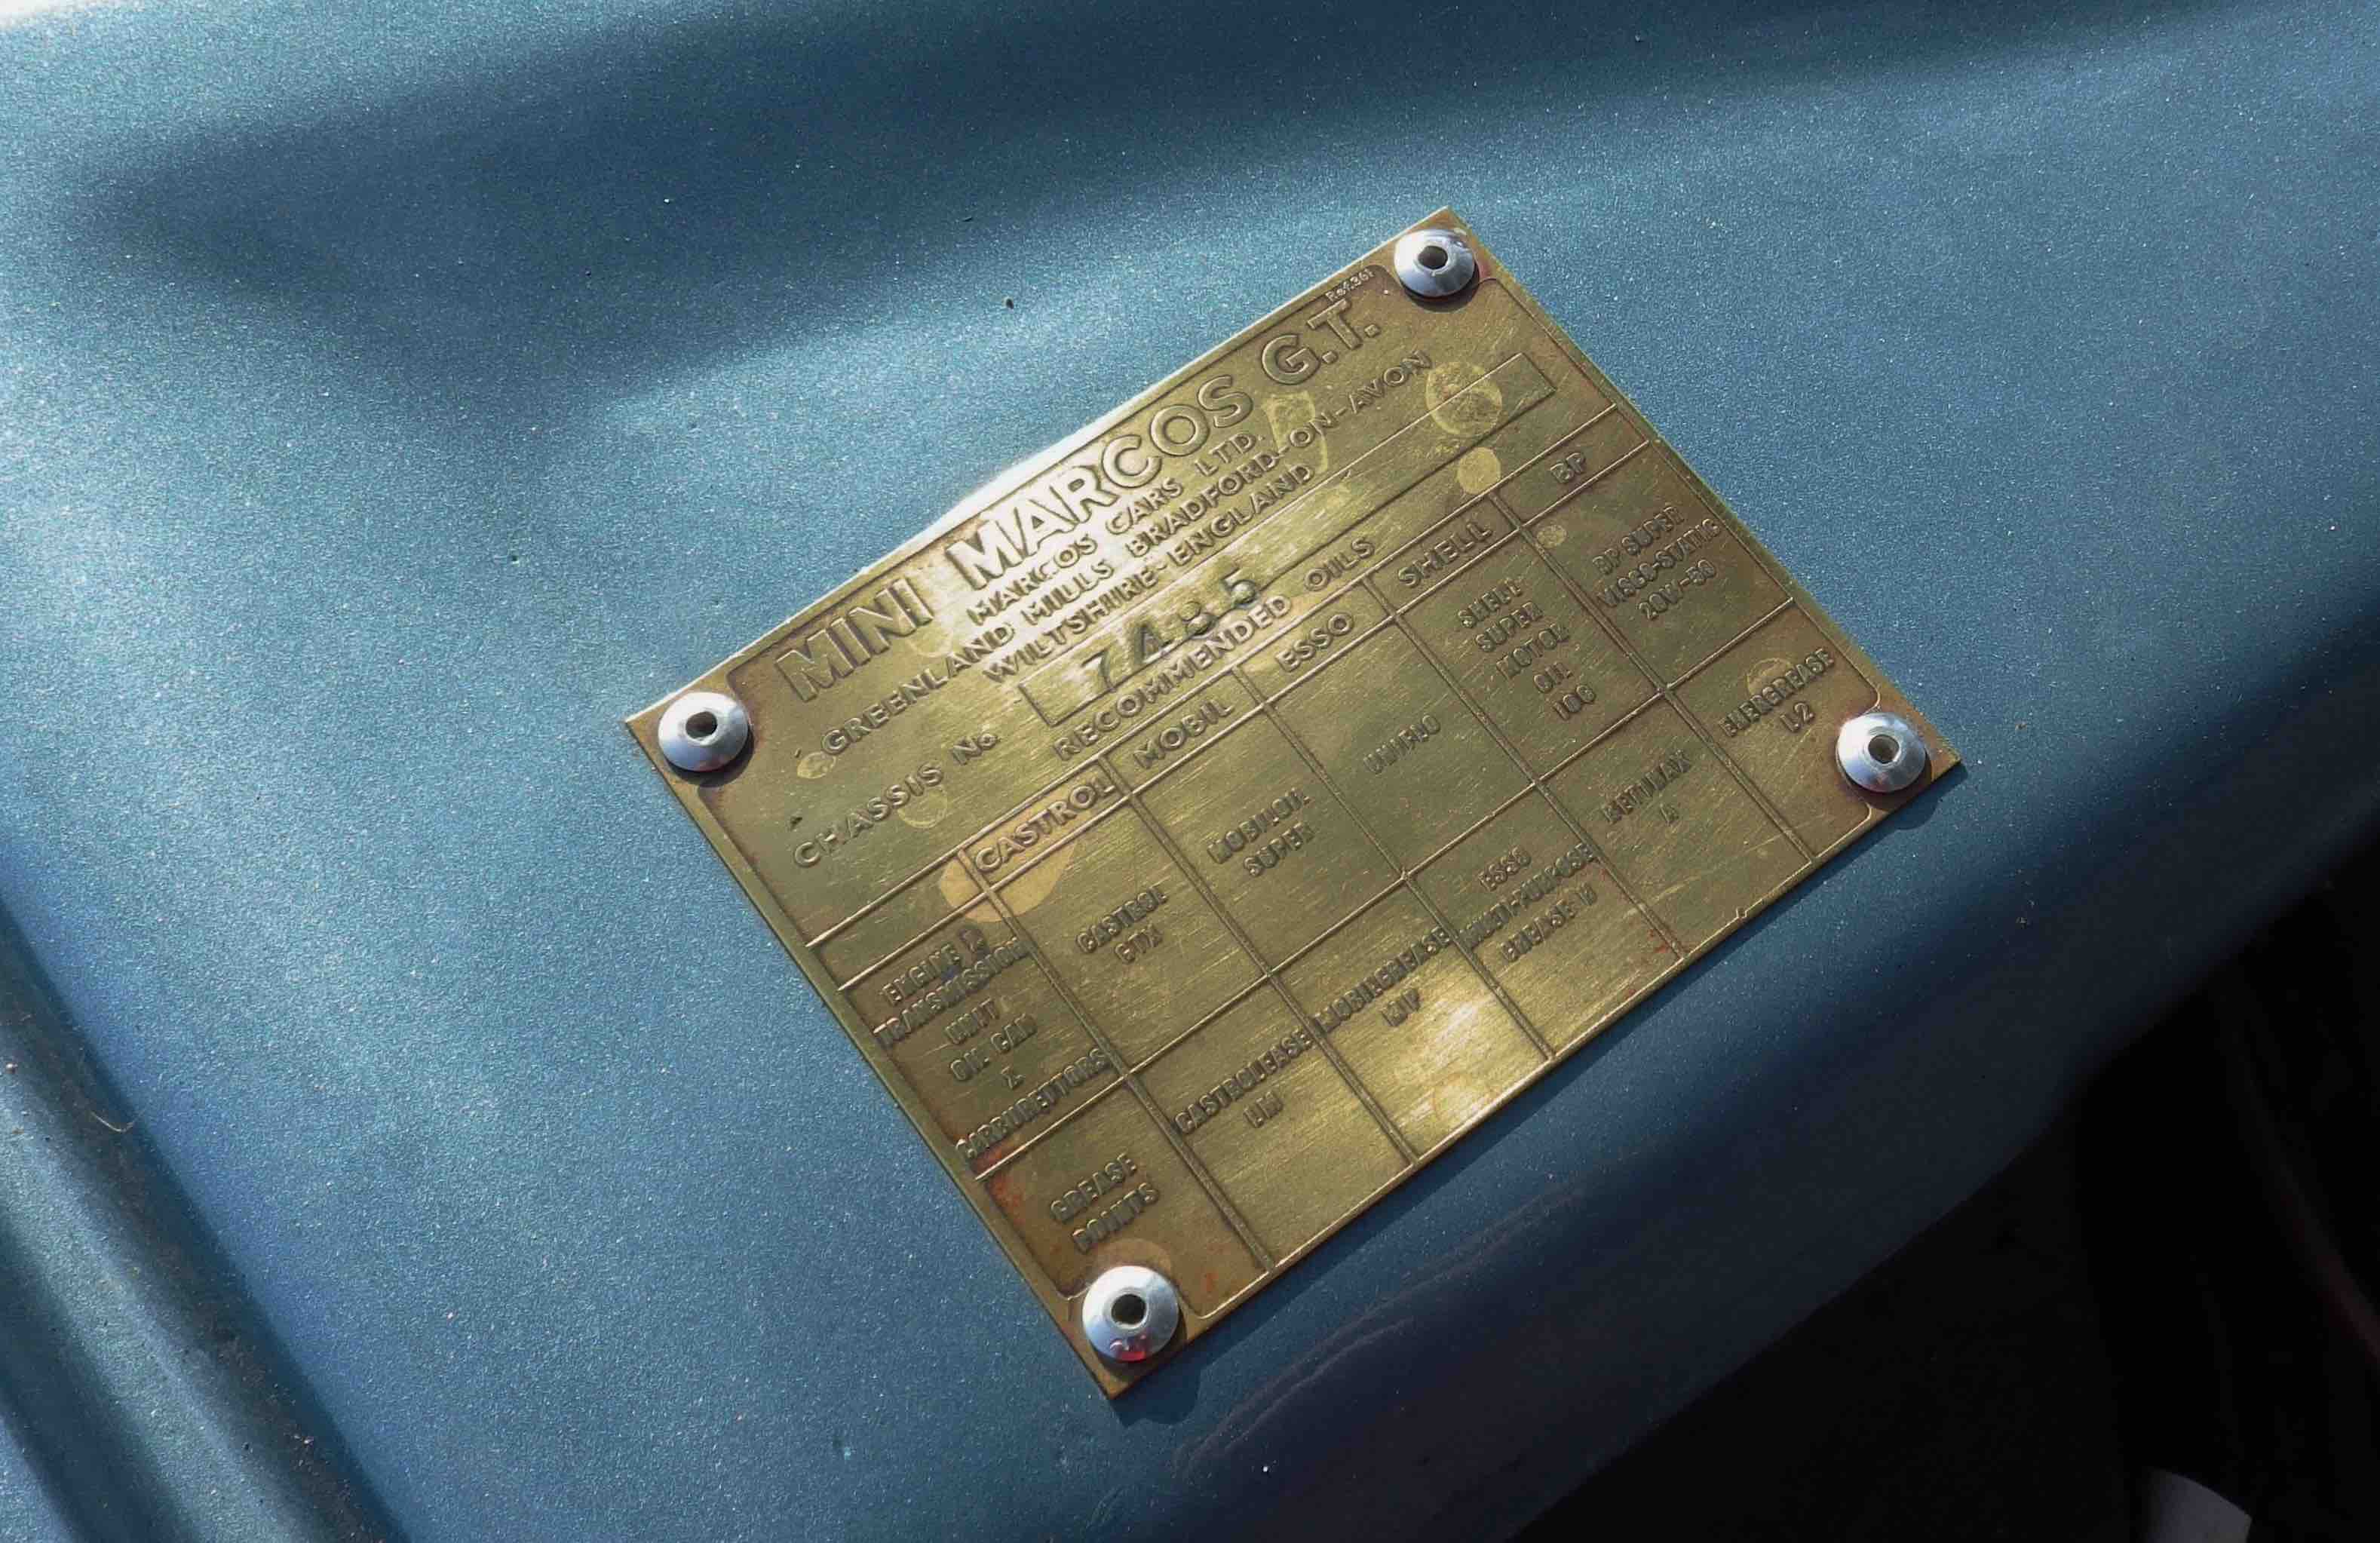 Ref.361
MINI MARCOS G.T.
MARCOS CARS LTD.
GREENLAND MILLS BRADFORD-ON-AVON
WILTSHIRE-ENGLAND
CHASSIS No. 7485
RECOMMENDED OILS
CASTROL MOBIL ESSO SHELL BP
ENGINE &
TRANSMISSION
UNIT
OIL CAN
&
CARBURETTORS
CASTROL
GTX
MOBILOIL
SUPER
UNIFLO
SHELL
SUPER
MOTOR
OIL
100
BP SUPER
VISCO-STATIC
20W-50
GREASE
POINTS
CASTROLEASE
LM
MOBILGREASE
MP
ESSO
MULTI-PURPOSE
GREASE H
RETINAX
A
ENERGREASE
L2